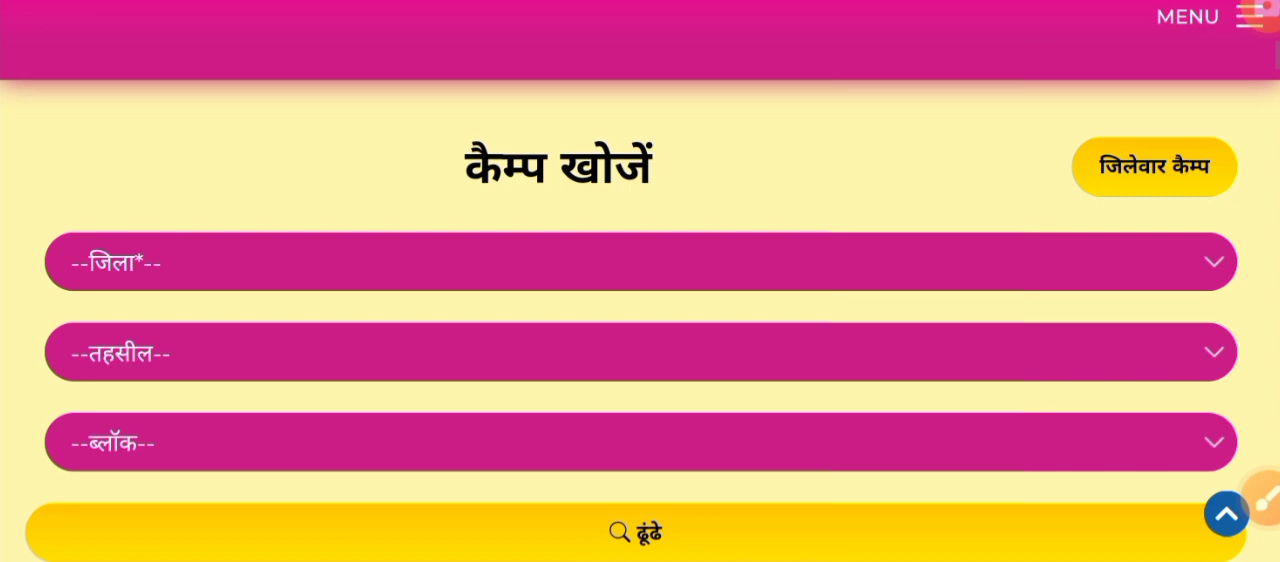 MENU
कैम्प खोजें
जिलेवार कैम्प
--जिला*--
--तहसील--
--ब्लॉक--
ढूंढे